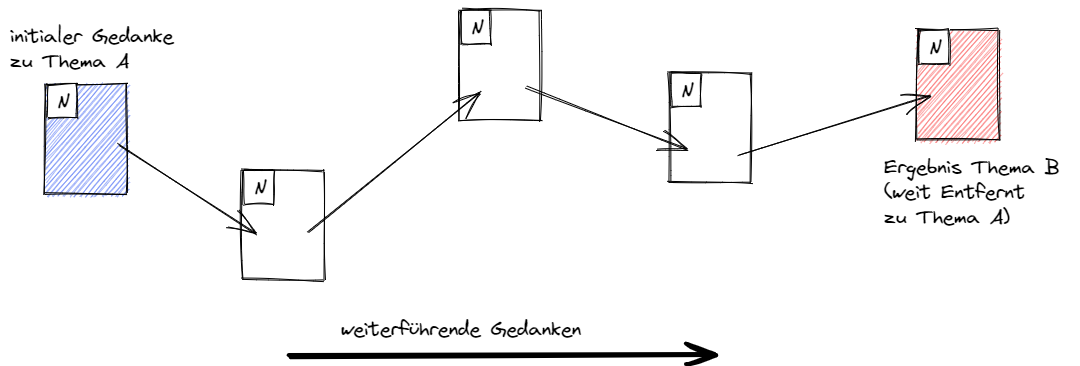 initialer Gedanke
zu Thema A
N
N
N
N
N
Ergebnis Thema B
(weit Entfernt
zu Thema A)
weiterführende Gedanken